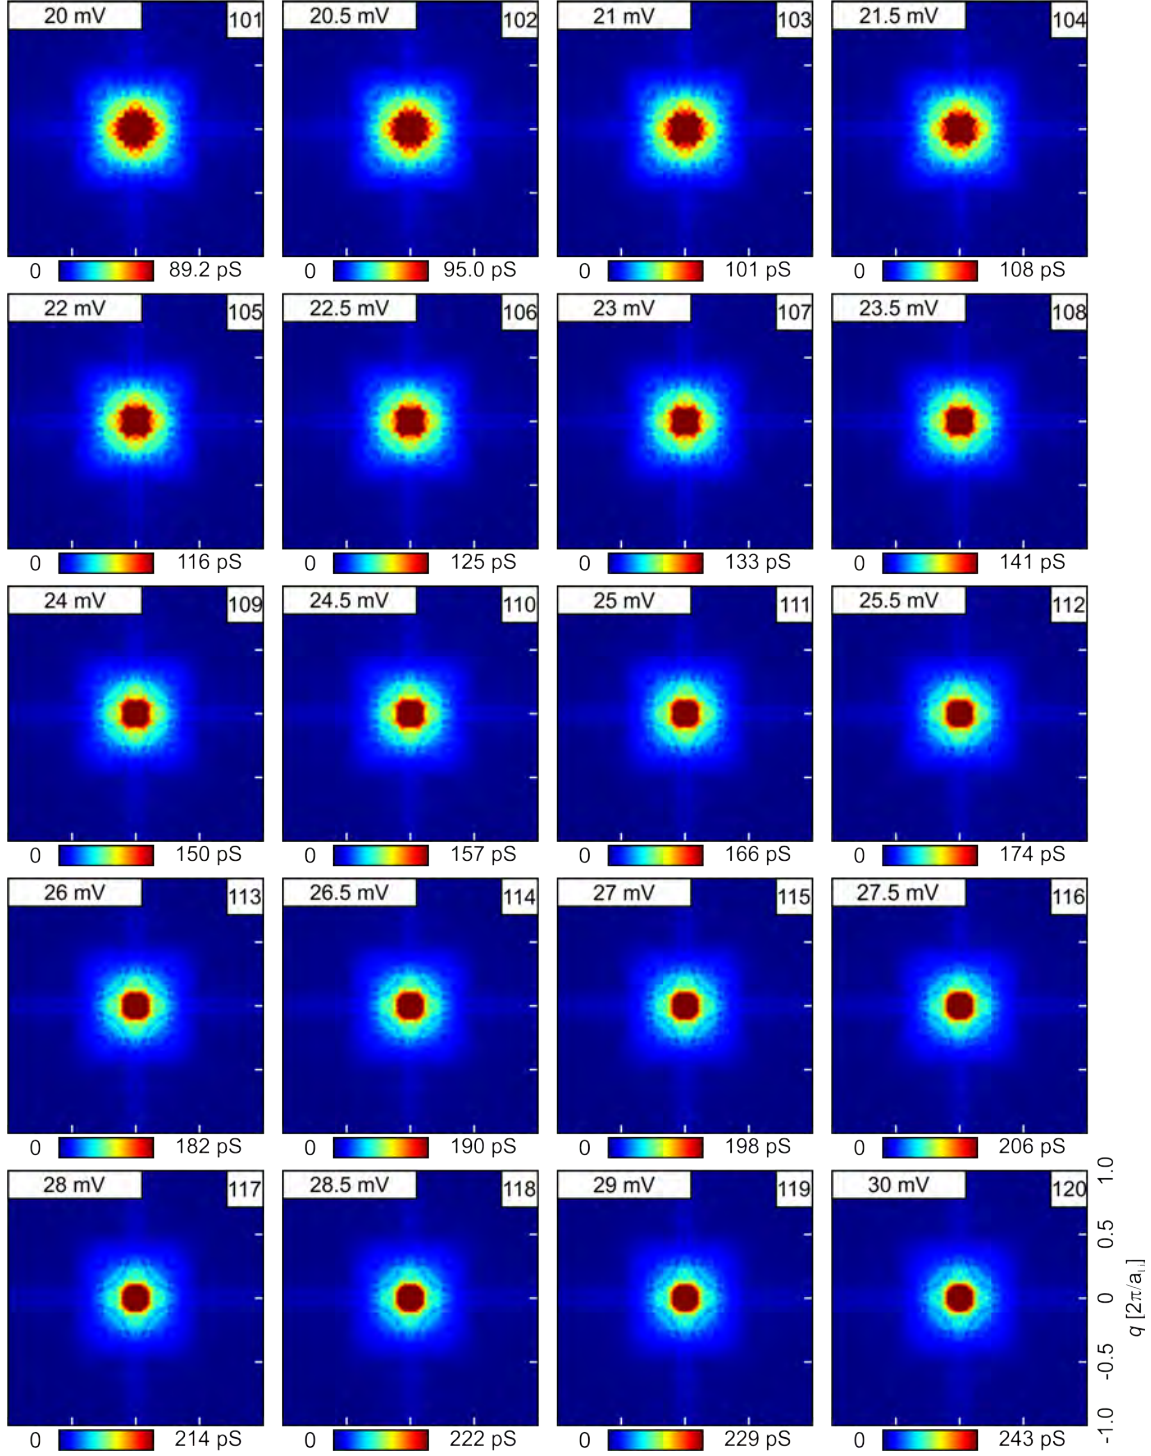 20 mV 101 20.5 mV 102 21 mV 103 21.5 mV 104
0 89.2 pS 0 95.0 pS 0 101 pS 0 108 pS
22 mV 105 22.5 mV 106 23 mV 107 23.5 mV 108
0 116 pS 0 125 pS 0 133 pS 0 141 pS
24 mV 109 24.5 mV 110 25 mV 111 25.5 mV 112
0 150 pS 0 157 pS 0 166 pS 0 174 pS
26 mV 113 26.5 mV 114 27 mV 115 27.5 mV 116
0 182 pS 0 190 pS 0 198 pS 0 206 pS
28 mV 117 28.5 mV 118 29 mV 119 30 mV 120
0 214 pS 0 222 pS 0 229 pS 0 243 pS
-1.0 -0.5 0 0.5 1.0
q [2π/a]